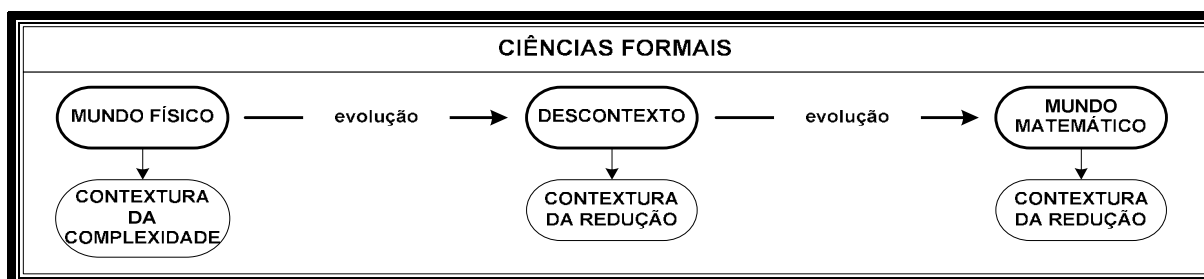 CIÊNCIAS FORMAIS
MUNDO FÍSICO
evolução
DESCONTEXTO
evolução
MUNDO
MATEMÁTICO
CONTEXTURA
DA
COMPLEXIDADE
CONTEXTURA
DA REDUÇÃO
CONTEXTURA
DA REDUÇÃO